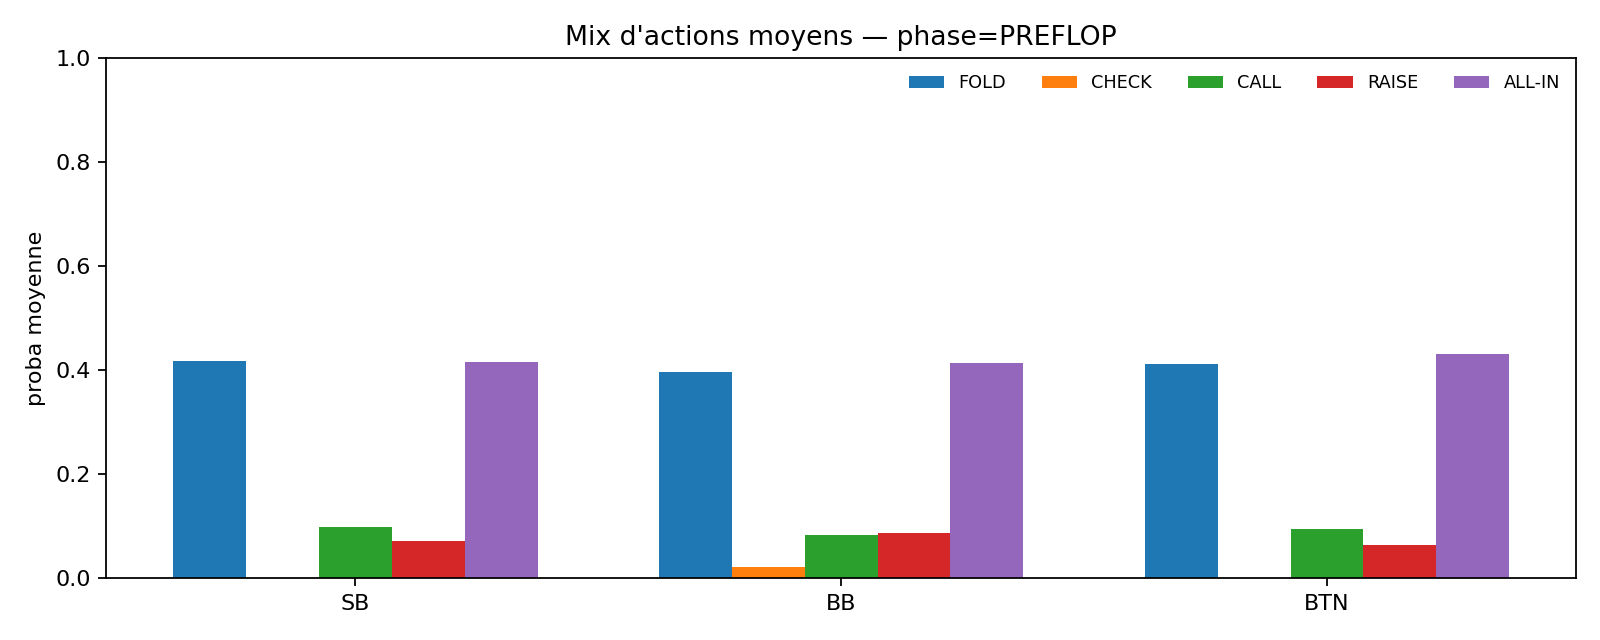 Mix d'actions moyens — phase=PREFLOP
FOLD CHECK CALL RAISE ALL-IN
proba moyenne
1.0
0.8
0.6
0.4
0.2
0.0
SB BB BTN